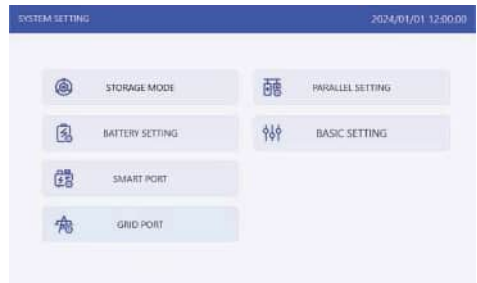 SYSTEM SETTING
2024/01/01 12:00:00
STORAGE MODE
PARALLEL SETTING
BATTERY SETTING
BASIC SETTING
SMART PORT
GRID PORT